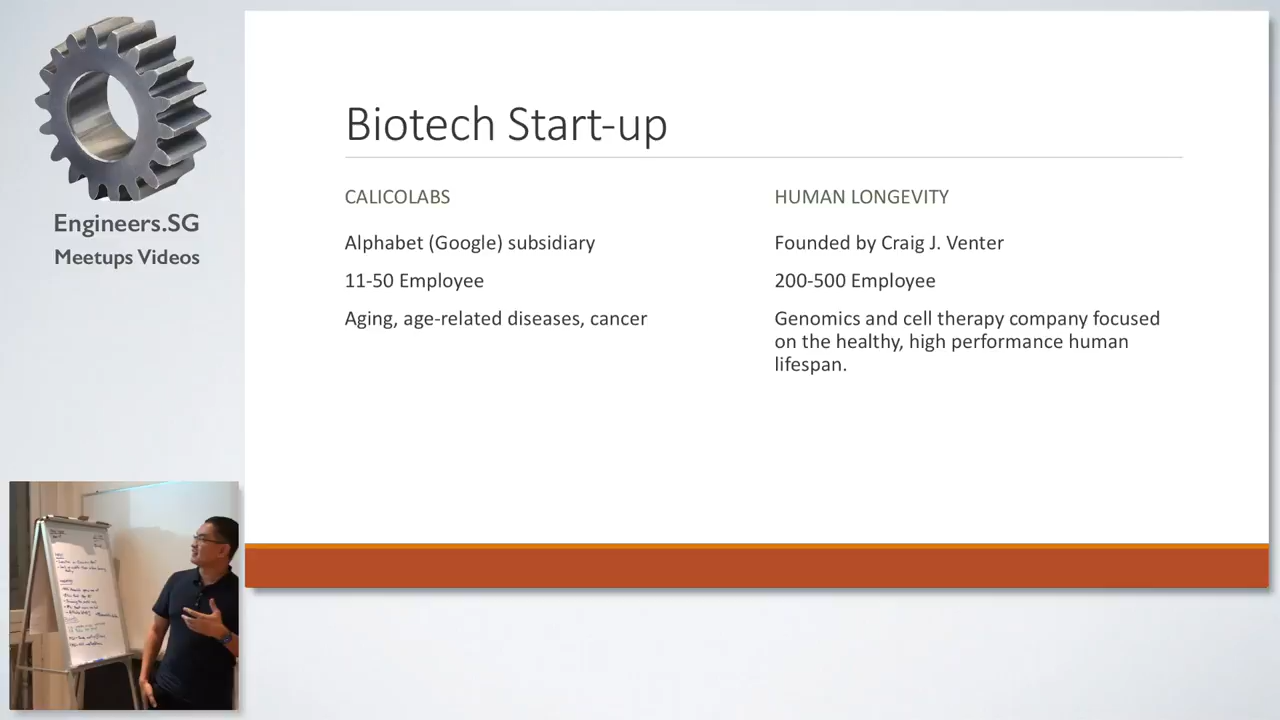 Engineers.SG
Meetups Videos
Biotech Start-up
CALICOLABS
Alphabet (Google) subsidiary
11-50 Employee
Aging, age-related diseases, cancer
HUMAN LONGEVITY
Founded by Craig J. Venter
200-500 Employee
Genomics and cell therapy company focused
on the healthy, high performance human
lifespan.